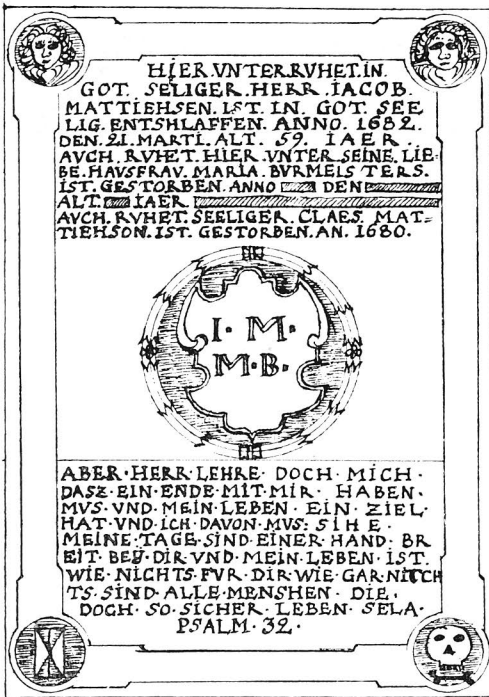 HIER.VNTER.RVHET.IN.
GOT. SELIGER.HERR.IACOB.
MATTIEHSEN.IST.IN.GOT.SEE
LIG.ENTSHLAFFEN.ANNO.1682.
DEN.21.MARTI.ALT.59.IAER.
AVCH.RVHET.HIER.VNTER.SEINE.LIE=
BE.HAVSFRAV.MARIA.BVRMEISTERS.
IST.GESTORBEN.ANNO DEN
ALT. IAER
AVCH.RVHET.SEELIGER.CLAES.MAT=
TIEHSON.IST.GESTORBEN.AN.1680.
I. M.
M.B.
ABER.HERR.LEHRE.DOCH.MICH.
DASZ.EIN.ENDE.MIT.MIR.HABEN.
MVS.VND.MEIN.LEBEN.EIN.ZIEL.
HAT.VND.ICH.DAVON.MVS:SIHE.
MEINE.TAGE.SIND.EINER.HAND.BR
EIT.BEY.DIR.VND.MEIN.LEBEN.IST.
WIE.NICHTS.FVR.DIR.WIE.GAR.NITCH
TS.SIND.ALLE.MENSHEN.DIE.
DOCH.SO.SICHER.LEBEN.SELA.
PSALM.32.